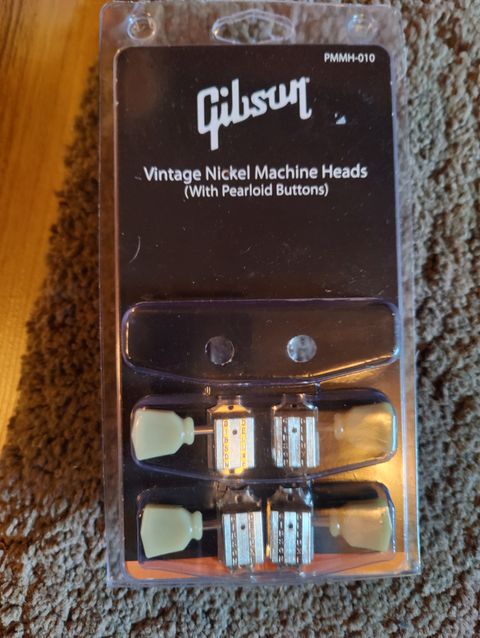 PMMH-010
Gibson
Vintage Nickel Machine Heads
(With Pearloid Buttons)